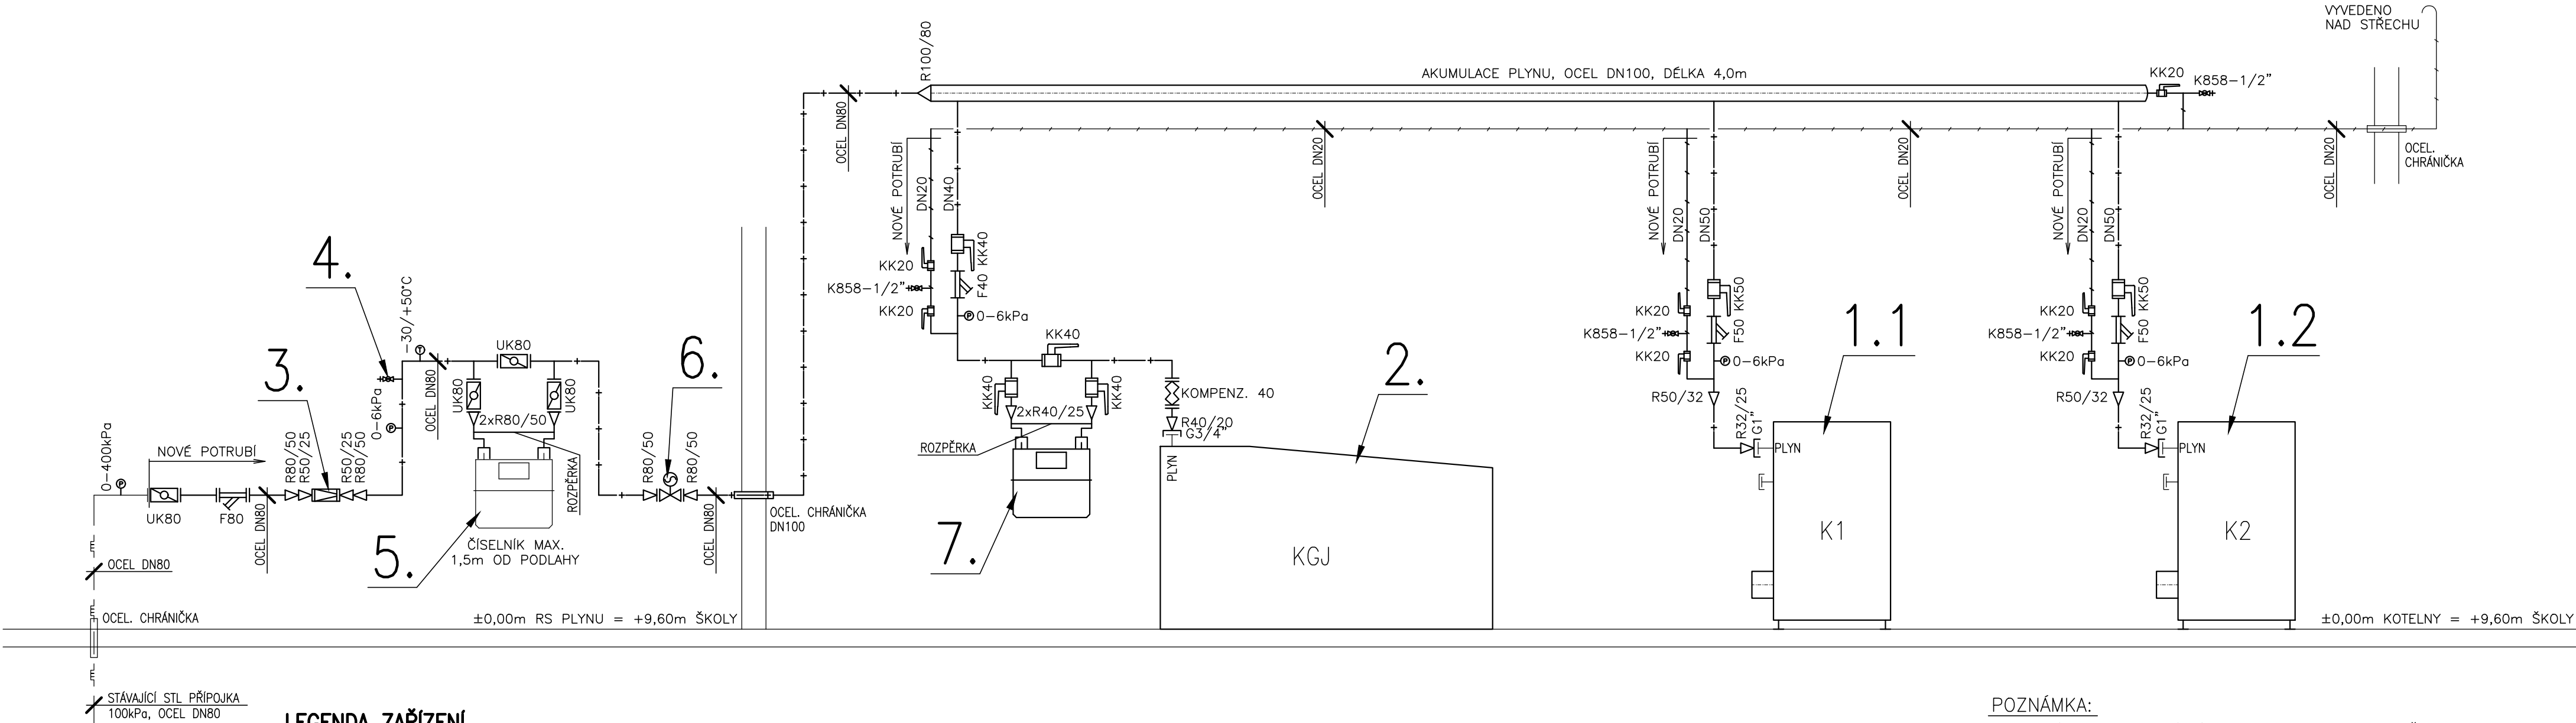 VYVEDENO
NAD STŘECHU
R100/80
AKUMULACE PLYNU, OCEL DN100, DÉLKA 4,0m
KK20
K858-1/2"
OCEL DN80
NOVÉ POTRUBÍ
DN20
DN40
OCEL DN20
NOVÉ POTRUBÍ
DN20
DN50
OCEL DN20
NOVÉ POTRUBÍ
DN20
DN50
OCEL DN20
OCEL.
CHRÁNIČKA
4.
-30/+50°C
KK20
KK40
K858-1/2"
F40
KK20
0-6kPa
KK20
KK50
K858-1/2"
F50
KK20
0-6kPa
1.1
KK20
KK50
K858-1/2"
F50
KK20
0-6kPa
1.2
3.
0-6kPa
OCEL DN80
UK80
UK80
UK80
2xR80/50
6.
KK40
KK40
KK40
2xR40/25
KOMPENZ. 40
R40/20
G3/4"
2.
R50/32
R32/25
G1"
PLYN
R50/32
R32/25
G1"
PLYN
0-400kPa
NOVÉ POTRUBÍ
UK80
F80
OCEL DN80
R80/50
R50/25
R50/25
R80/50
ROZPĚRKA
R80/50
R80/50
OCEL DN80
OCEL. CHRÁNIČKA
DN100
ROZPĚRKA
PLYN
5.
ČÍSELNÍK MAX.
1,5m OD PODLAHY
7.
KGJ
K1
K2
OCEL DN80
OCEL. CHRÁNIČKA
±0,00m RS PLYNU = +9,60m ŠKOLY
±0,00m KOTELNY = +9,60m ŠKOLY
STÁVAJÍCÍ STL PŘÍPOJKA
100kPa, OCEL DN80
LEGENDA ZAŘÍZENÍ
POZNÁMKA: